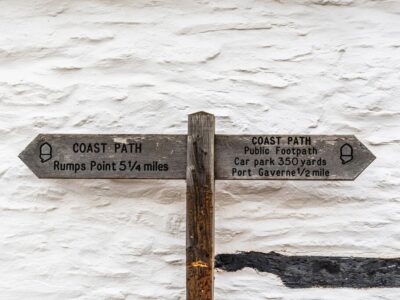 COAST PATH
Rumps Point 5¼ miles
COAST PATH
Public Footpath
Car park 350 yards
Port Gaverne ½ mile